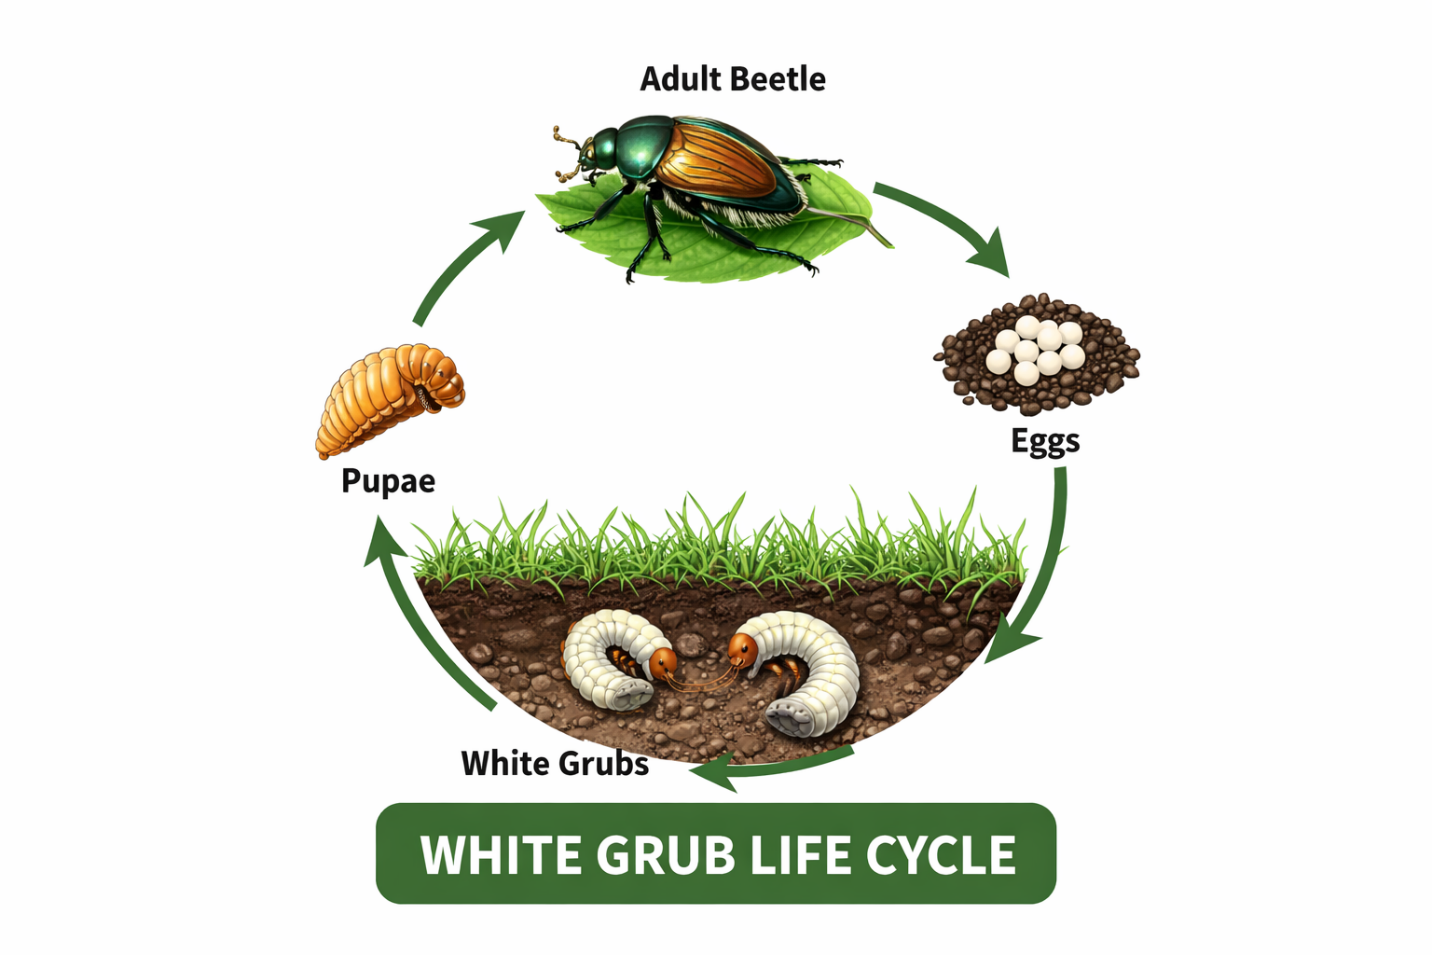 Adult Beetle
Eggs
Pupae
White Grubs
WHITE GRUB LIFE CYCLE